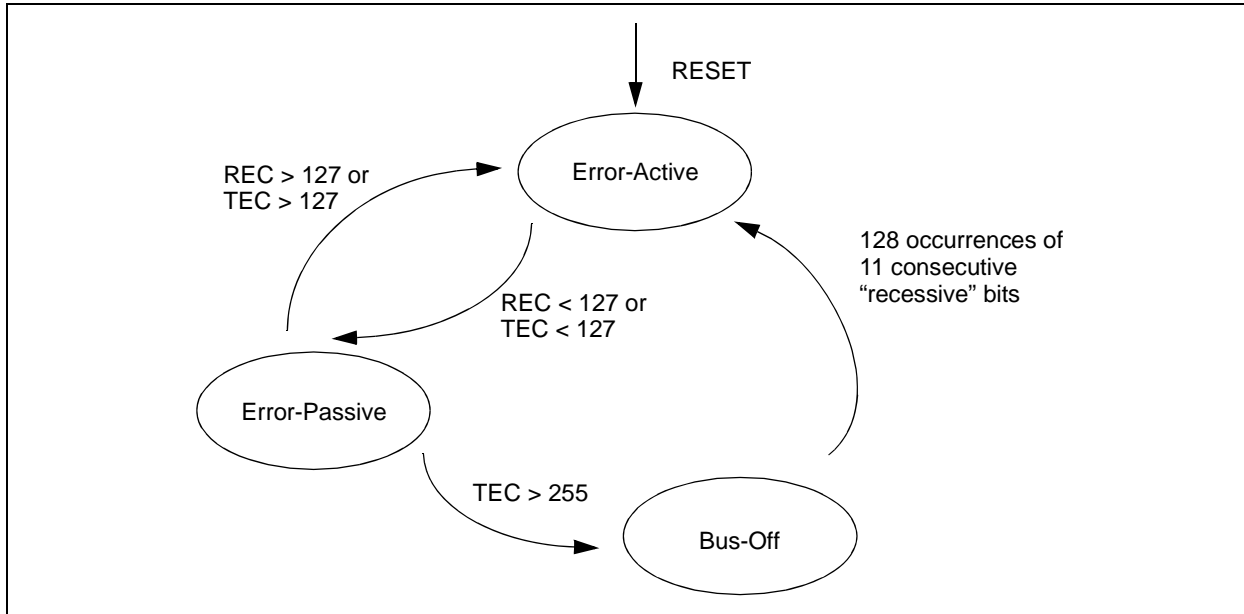 RESET
Error-Active
REC > 127 or
TEC > 127
128 occurrences of
11 consecutive
“recessive” bits
REC < 127 or
TEC < 127
Error-Passive
TEC > 255
Bus-Off